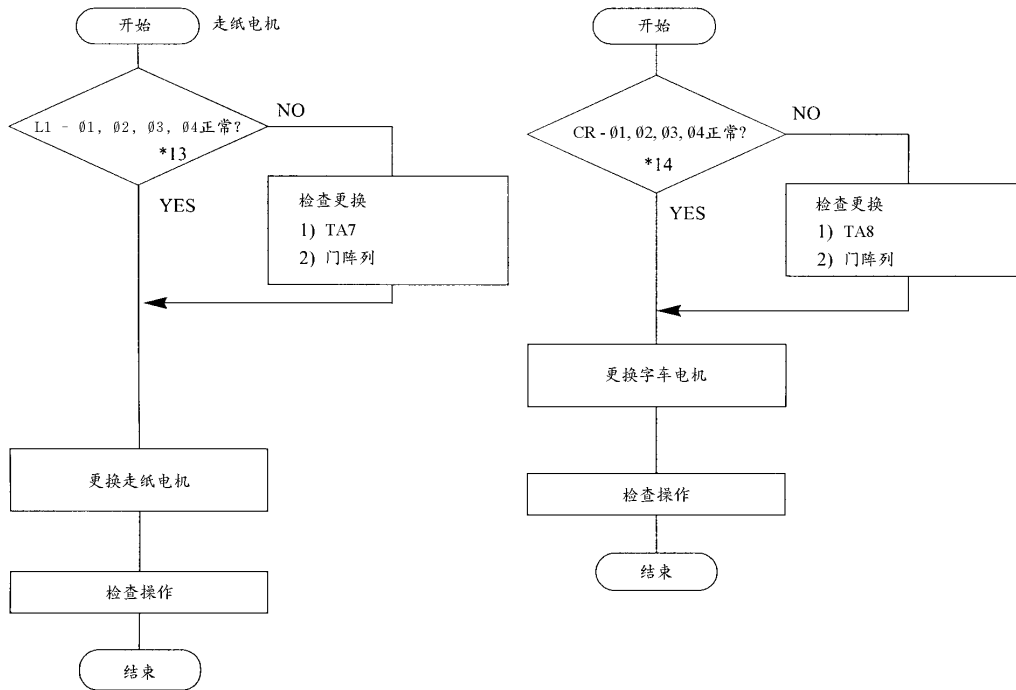 开始
走纸电机
L1 - Ø1, Ø2, Ø3, Ø4正常?
*13
NO
YES
检查更换
1) TA7
2) 门阵列
更换走纸电机
检查操作
结束
开始
CR - Ø1, Ø2, Ø3, Ø4正常?
*14
NO
YES
检查更换
1) TA8
2) 门阵列
更换字车电机
检查操作
结束